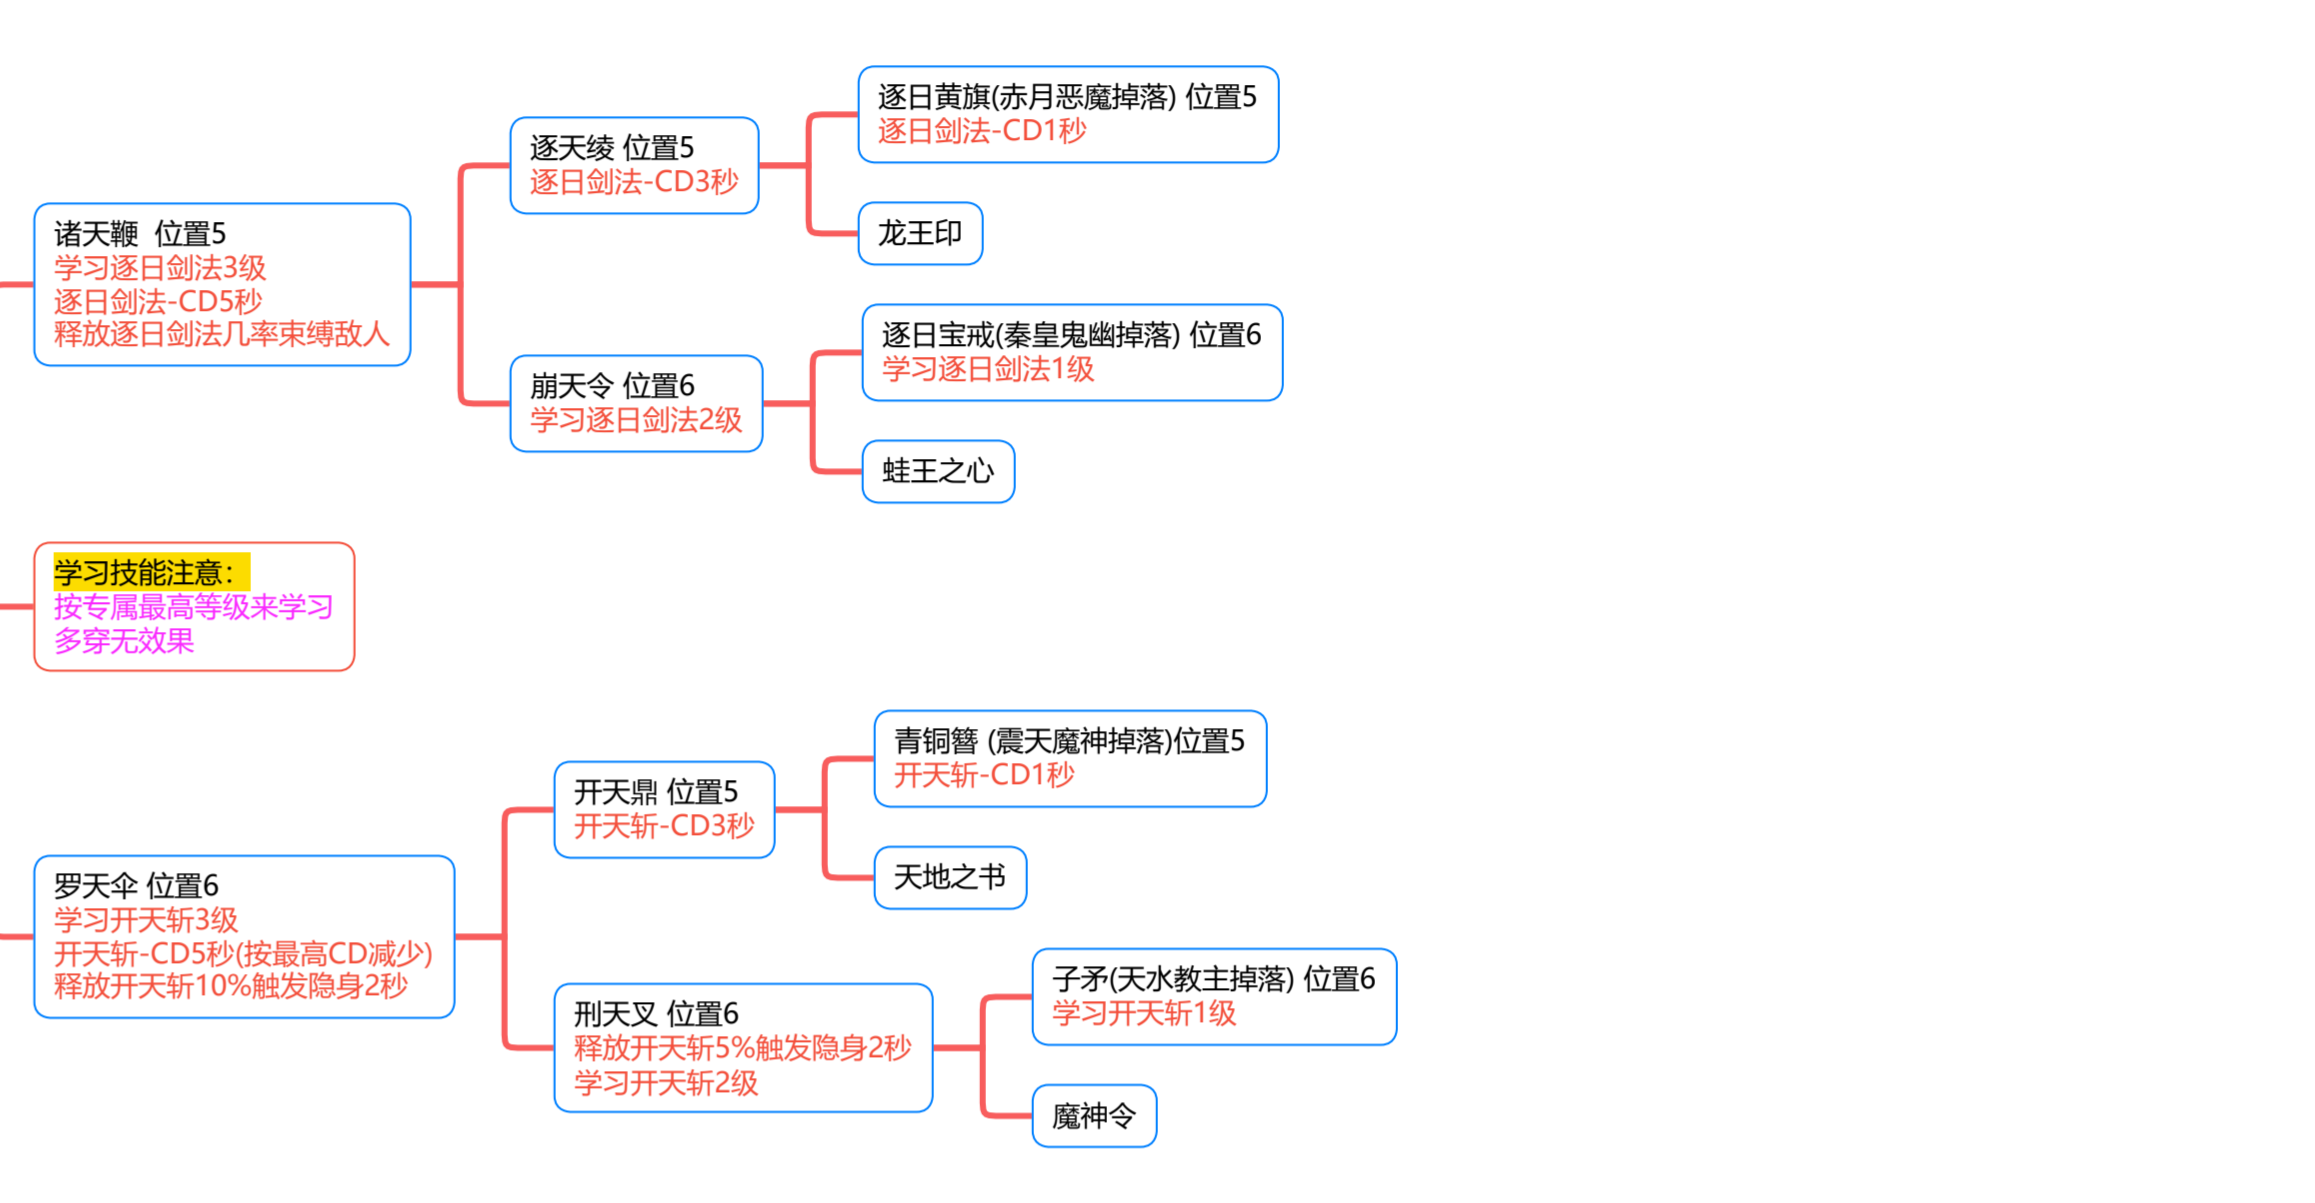 逐日黄旗(赤月恶魔掉落) 位置5
逐日剑法-CD1秒
逐天绫 位置5
逐日剑法-CD3秒
龙王印
诸天鞭  位置5
学习逐日剑法3级
逐日剑法-CD5秒
释放逐日剑法几率束缚敌人
逐日宝戒(秦皇鬼幽掉落) 位置6
学习逐日剑法1级
崩天令 位置6
学习逐日剑法2级
蛙王之心
学习技能注意：
按专属最高等级来学习
多穿无效果
青铜簪 (震天魔神掉落)位置5
开天斩-CD1秒
开天鼎 位置5
开天斩-CD3秒
天地之书
罗天伞 位置6
学习开天斩3级
开天斩-CD5秒(按最高CD减少)
释放开天斩10%触发隐身2秒
子矛(天水教主掉落) 位置6
学习开天斩1级
刑天叉 位置6
释放开天斩5%触发隐身2秒
学习开天斩2级
魔神令